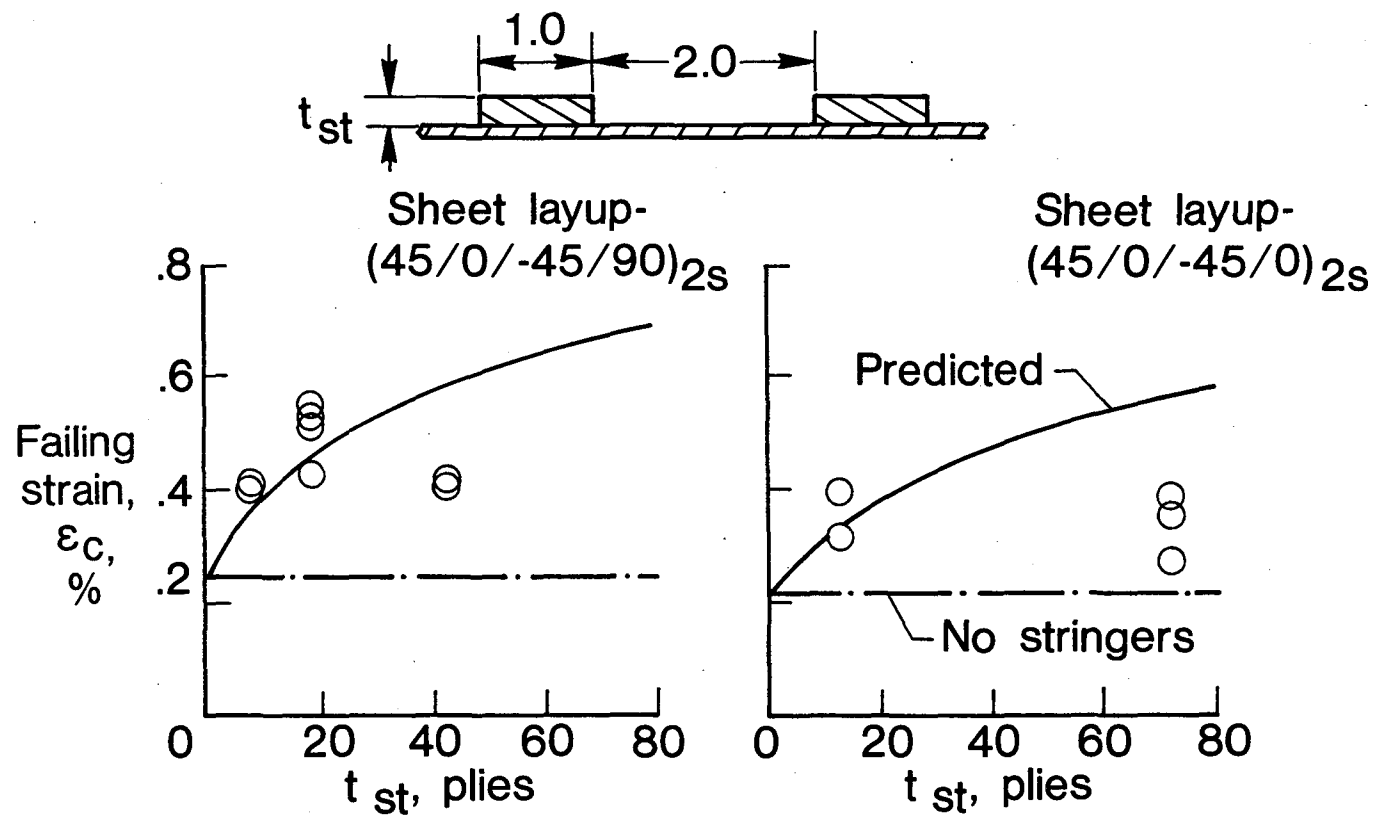 1.0
2.0
t st
Sheet layup-
(45/0/-45/90)2s
Sheet layup-
(45/0/-45/0)2s
.8
.6
.4
.2
Failing
strain,
εc,
%
0 20 40 60 80
t st, plies
Predicted
No stringers
0 20 40 60 80
t st, plies